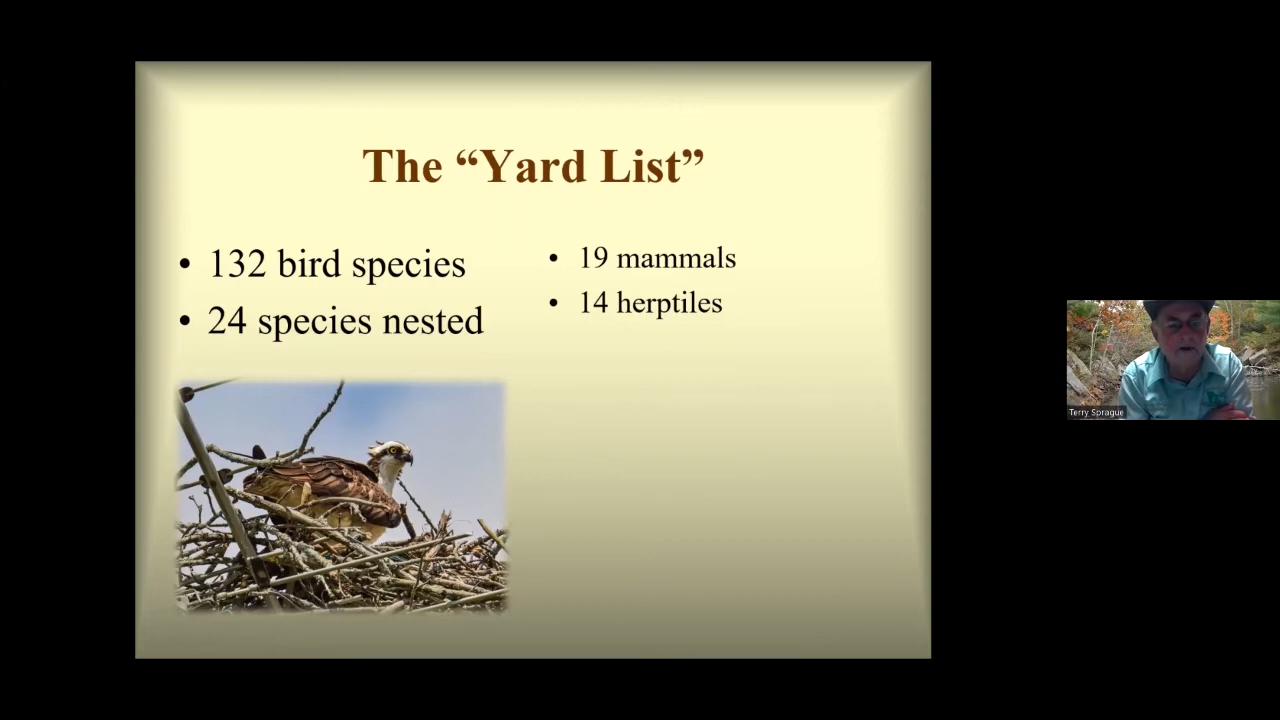 The “Yard List”
• 132 bird species
• 24 species nested
• 19 mammals
• 14 herptiles
Terry Sprague